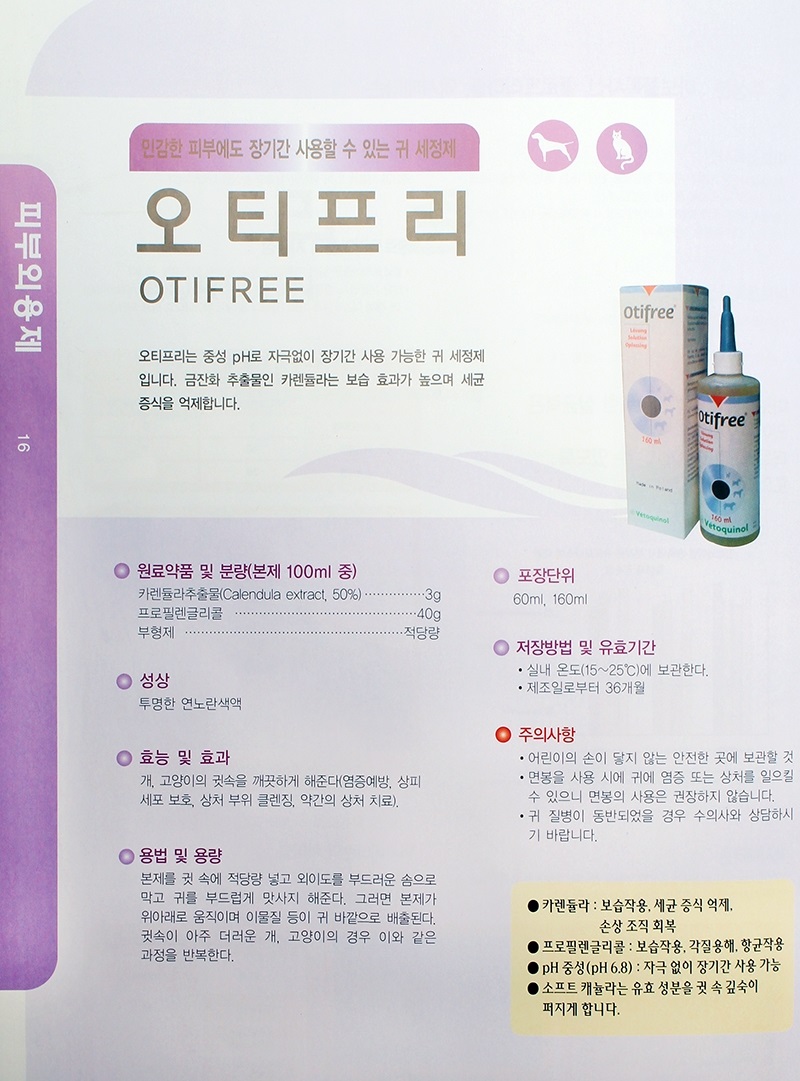 민감한 피부에도 장기간 사용할 수 있는 귀 세정제
오티프리
OTIFREE
피부외용제
16
오티프리는 중성 pH로 자극없이 장기간 사용 가능한 귀 세정제
입니다. 금잔화 추출물인 카렌듈라는 보습 효과가 높으며 세균
증식을 억제합니다.
Otifree®
Lösung
Solution
Oplossing
160 ml
Made in Poland
Vetoquinol
Otifree®
160 ml
Vetoquinol
원료약품 및 분량(본제 100ml 중)
카렌듈라추출물(Calendula extract, 50%)··············3g
프로필렌글리콜 ··········································40g
부형제 ··················································적당량
성상
투명한 연노란색액
효능 및 효과
개, 고양이의 귓속을 깨끗하게 해준다(염증예방, 상피
세포 보호, 상처 부위 클렌징, 약간의 상처 치료).
용법 및 용량
본제를 귓 속에 적당량 넣고 외이도를 부드러운 솜으로
막고 귀를 부드럽게 맛사지 해준다. 그러면 본제가
위아래로 움직이며 이물질 등이 귀 바깥으로 배출된다.
귓속이 아주 더러운 개, 고양이의 경우 이와 같은
과정을 반복한다.
포장단위
60ml, 160ml
저장방법 및 유효기간
• 실내 온도(15~25℃)에 보관한다.
• 제조일로부터 36개월
주의사항
• 어린이의 손이 닿지 않는 안전한 곳에 보관할 것
• 면봉을 사용 시에 귀에 염증 또는 상처를 일으킬
수 있으니 면봉의 사용은 권장하지 않습니다.
• 귀 질병이 동반되었을 경우 수의사와 상담하시
기 바랍니다.
● 카렌듈라 : 보습작용, 세균 증식 억제,
손상 조직 회복
● 프로필렌글리콜 : 보습작용, 각질용해, 항균작용
● pH 중성(pH 6.8) : 자극 없이 장기간 사용 가능
● 소프트 캐뉼라는 유효 성분을 귓 속 깊숙이
퍼지게 합니다.